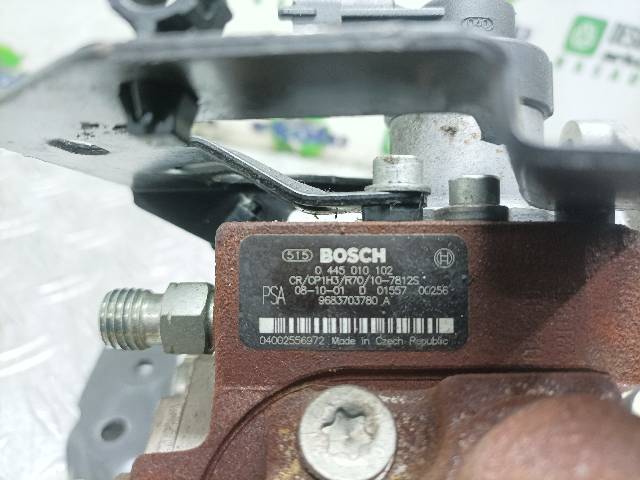 515 BOSCH
0 445 010 102
CR/CP1H3/R70/10-7812S
PSA 08-10-01 D 01557 00256
9683703780 A
04002556972 Made in Czech Republic